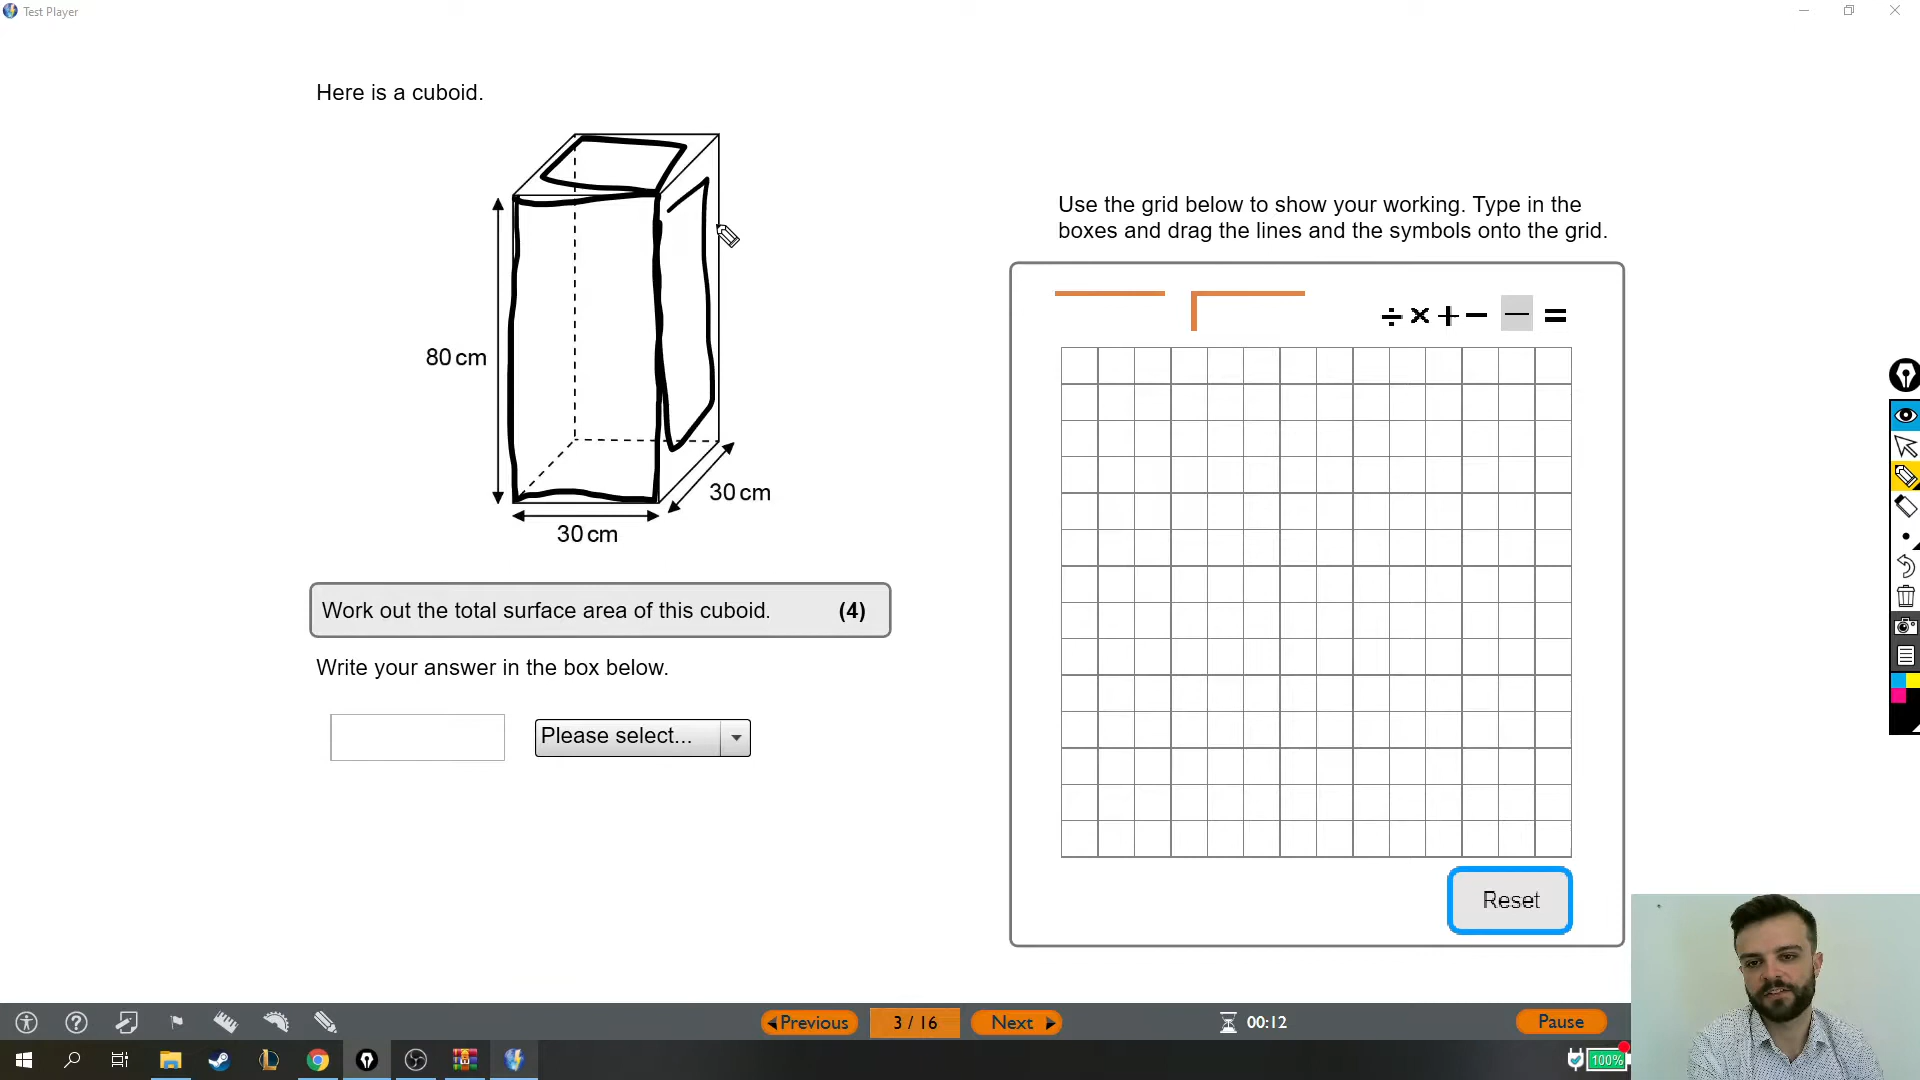 Test Player
Here is a cuboid.
80 cm
30 cm
30 cm
Work out the total surface area of this cuboid. (4)
Write your answer in the box below.
Please select...
Use the grid below to show your working. Type in the
boxes and drag the lines and the symbols onto the grid.
÷ × + − − =
Reset
Previous
3 / 16
Next
00:12
Pause
100%